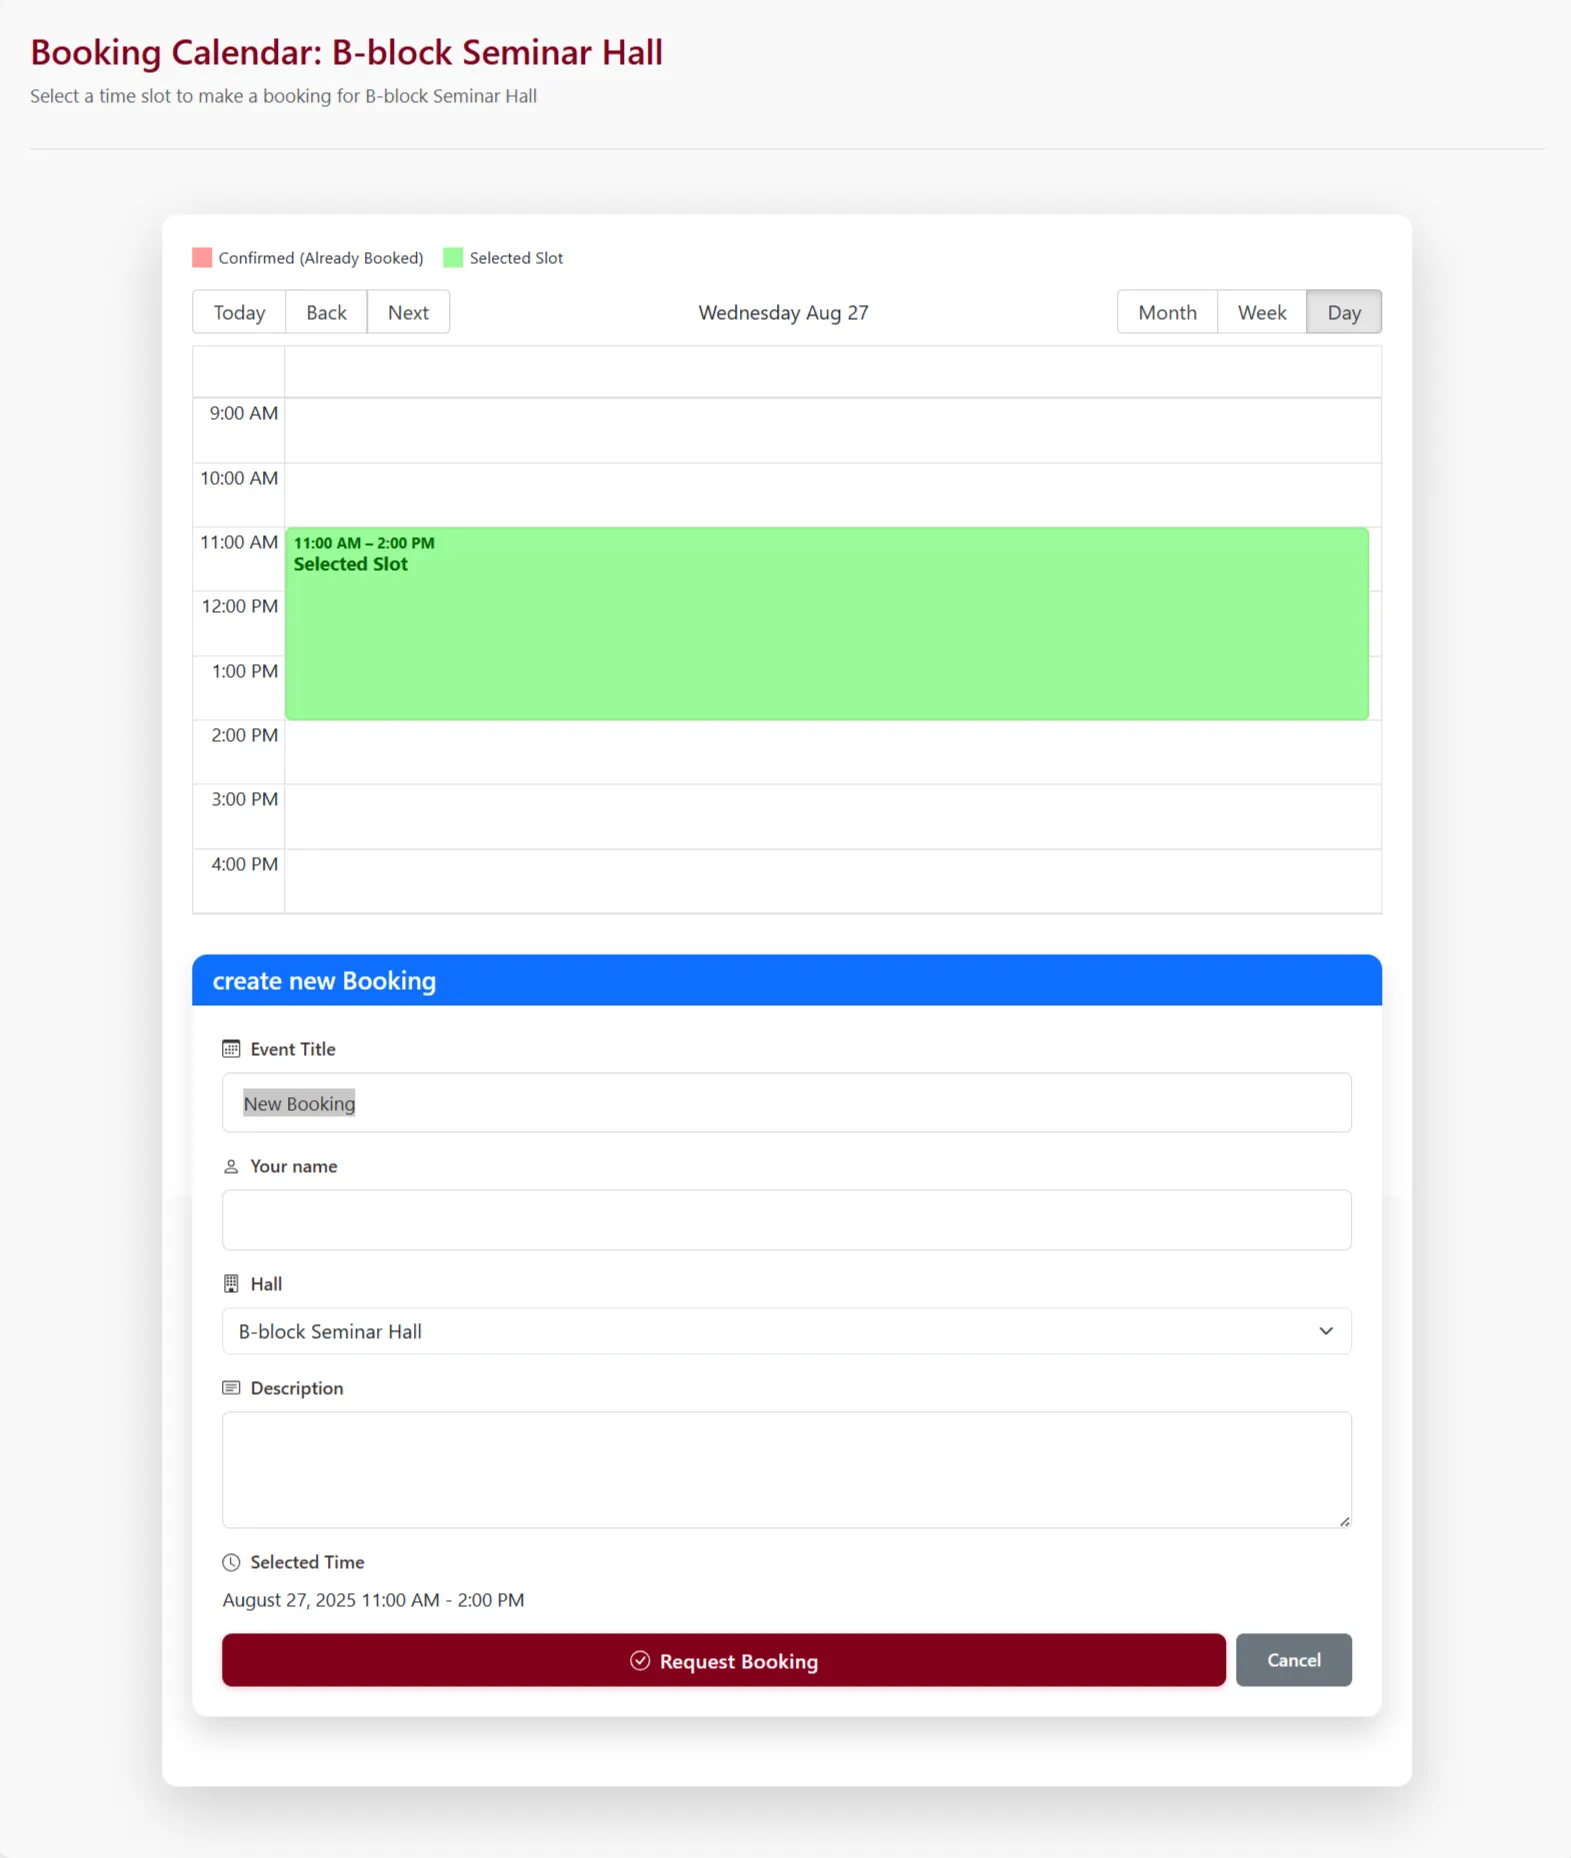 Booking Calendar: B-block Seminar Hall
Select a time slot to make a booking for B-block Seminar Hall
Confirmed (Already Booked) Selected Slot
Today Back Next Wednesday Aug 27 Month Week Day
9:00 AM
10:00 AM
11:00 AM 11:00 AM – 2:00 PM
Selected Slot
12:00 PM
1:00 PM
2:00 PM
3:00 PM
4:00 PM
create new Booking
Event Title
New Booking
Your name
Hall
B-block Seminar Hall
Description
Selected Time
August 27, 2025 11:00 AM - 2:00 PM
Request Booking Cancel